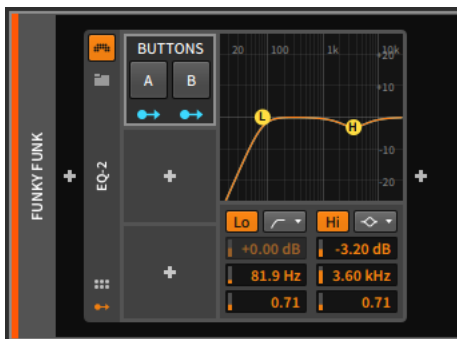 FUNKY FUNK
EQ-2
BUTTONS
A B
20 100 1k 10k
+20
+10
-10
-20
L
H
Lo Hi
+0.00 dB -3.20 dB
81.9 Hz 3.60 kHz
0.71 0.71